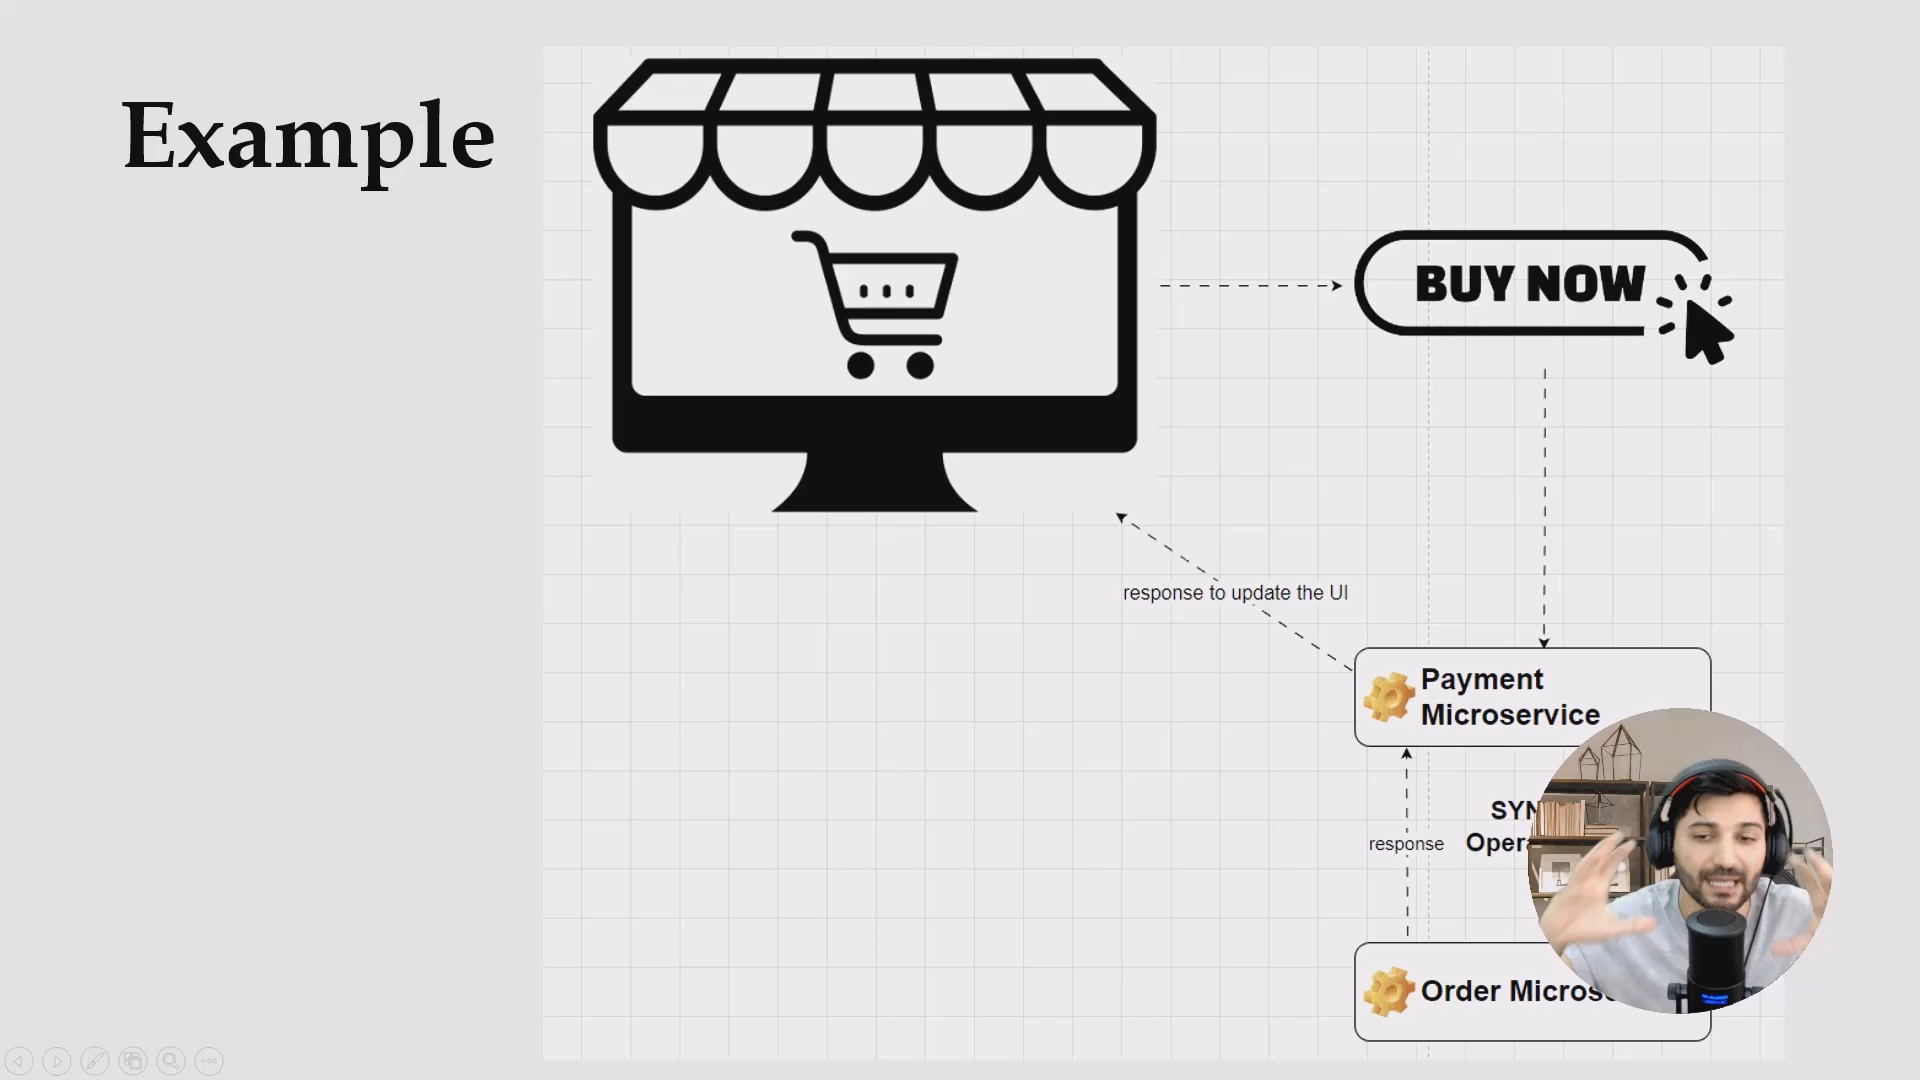 Example
BUY NOW
response to update the UI
Payment
Microservice
response
Order